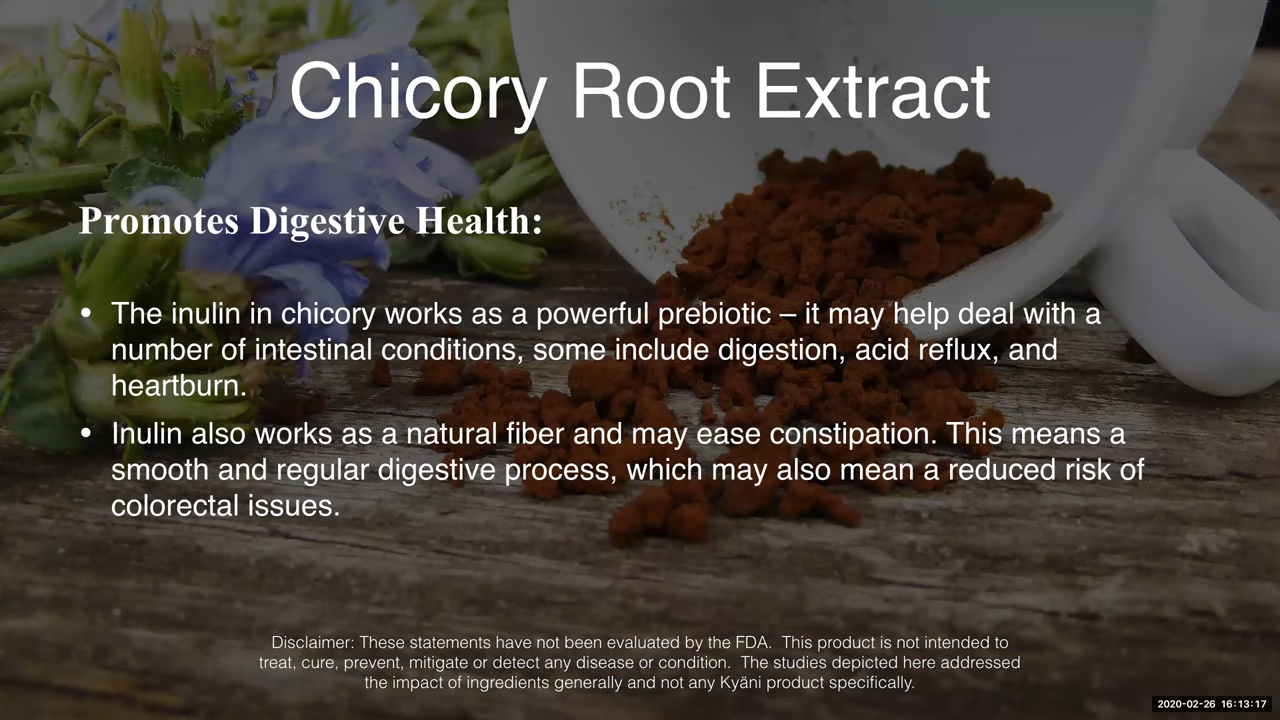 Chicory Root Extract
Promotes Digestive Health:
• The inulin in chicory works as a powerful prebiotic – it may help deal with a
number of intestinal conditions, some include digestion, acid reflux, and
heartburn.
• Inulin also works as a natural fiber and may ease constipation. This means a
smooth and regular digestive process, which may also mean a reduced risk of
colorectal issues.
Disclaimer: These statements have not been evaluated by the FDA.  This product is not intended to
treat, cure, prevent, mitigate or detect any disease or condition.  The studies depicted here addressed
the impact of ingredients generally and not any Kyäni product specifically.
2020-02-26 16:13:17